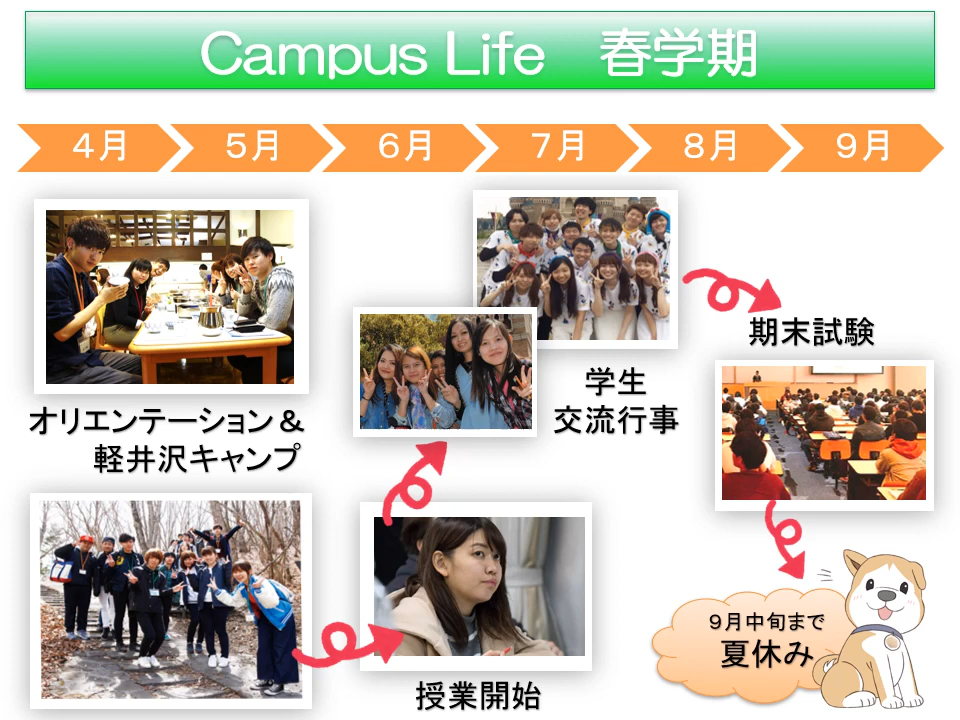 Campus Life　春学期
4月
5月
6月
7月
8月
9月
オリエンテーション＆
軽井沢キャンプ
授業開始
学生
交流行事
期末試験
9月中旬まで
夏休み